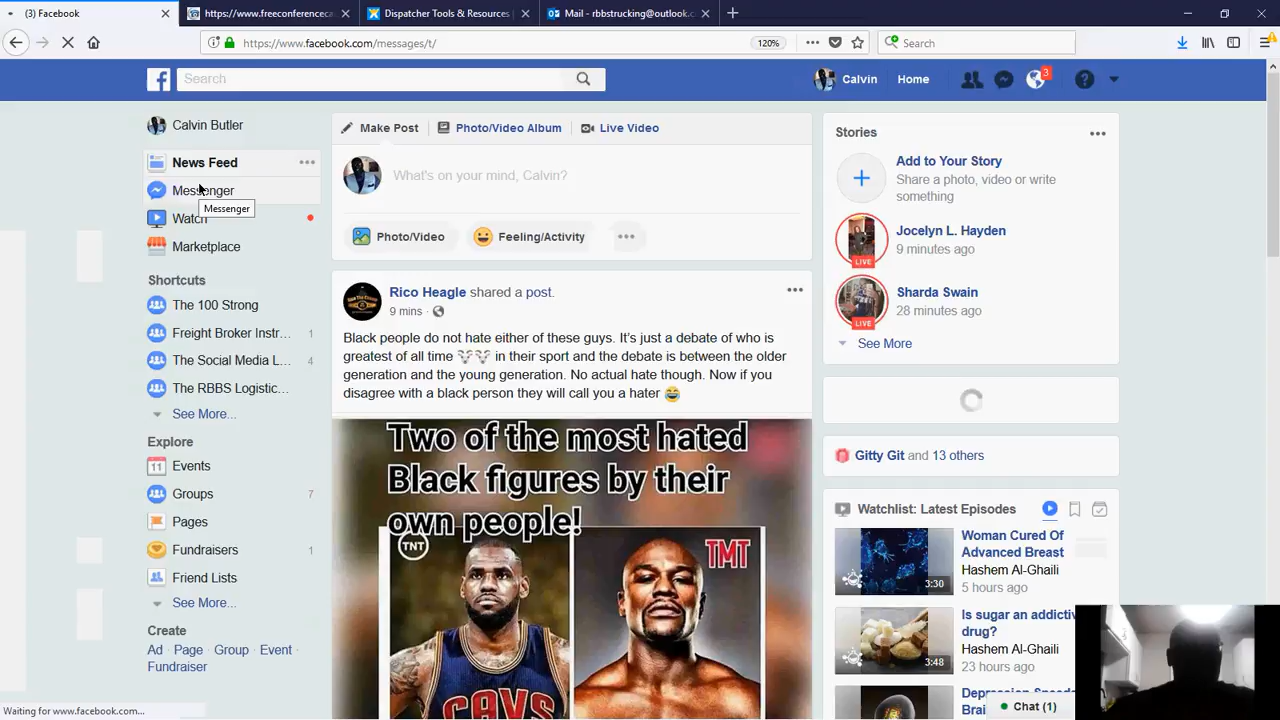 (3) Facebook
https://www.freeconferenceca
Dispatcher Tools & Resources |
Mail - rbbstrucking@outlook.c
https://www.facebook.com/messages/t/
120%
Search
Search
Calvin
Home
3
Calvin Butler
News Feed
Messenger
Messenger
Watch
Marketplace
Shortcuts
The 100 Strong
Freight Broker Instr... 1
The Social Media L... 4
The RBBS Logistic...
See More...
Explore
11 Events
Groups 7
Pages
Fundraisers 1
Friend Lists
See More...
Create
Ad · Page · Group · Event ·
Fundraiser
Waiting for www.facebook.com...
Make Post
Photo/Video Album
Live Video
What's on your mind, Calvin?
Photo/Video
Feeling/Activity
Rico Heagle shared a post.
9 mins ·
Black people do not hate either of these guys. It's just a debate of who is
greatest of all time 🐐🐐 in their sport and the debate is between the older
generation and the young generation. No actual hate though. Now if you
disagree with a black person they will call you a hater 😂
Two of the most hated
Black figures by their
own people!
TNT
TMT
CAVS
Stories
Add to Your Story
Share a photo, video or write
something
Jocelyn L. Hayden
9 minutes ago
LIVE
Sharda Swain
28 minutes ago
LIVE
See More
Gitty Git and 13 others
Watchlist: Latest Episodes
Woman Cured Of
Advanced Breast
Hashem Al-Ghaili
5 hours ago
3:30
Is sugar an addictiv
drug?
Hashem Al-Ghaili
23 hours ago
3:48
Depression Speeds
Brai
Chat (1)